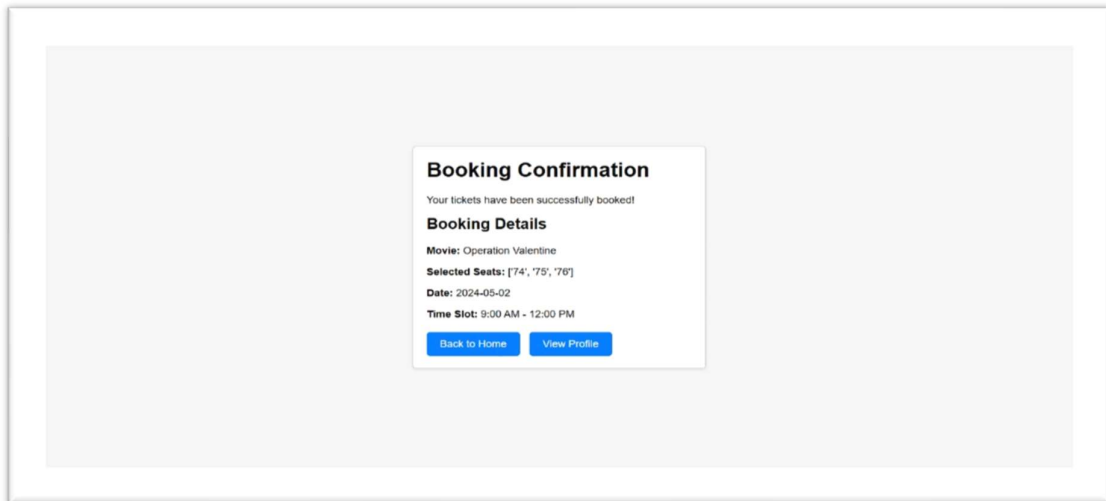 Booking Confirmation
Your tickets have been successfully booked!
Booking Details
Movie: Operation Valentine
Selected Seats: ['74', '75', '76']
Date: 2024-05-02
Time Slot: 9:00 AM - 12:00 PM
Back to Home View Profile